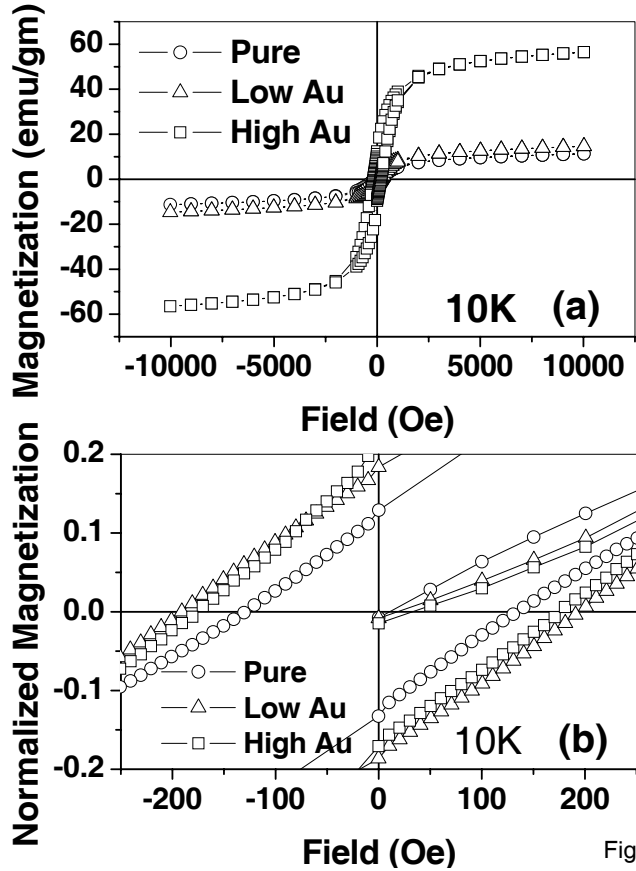 Magnetization (emu/gm)
60
40
20
0
-20
-40
-60
Pure
Low Au
High Au
10K (a)
-10000 -5000 0 5000 10000
Field (Oe)
Normalized Magnetization
0.2
0.1
0.0
-0.1
-0.2
Pure
Low Au
High Au
10K (b)
-200 -100 0 100 200
Field (Oe)
Fig